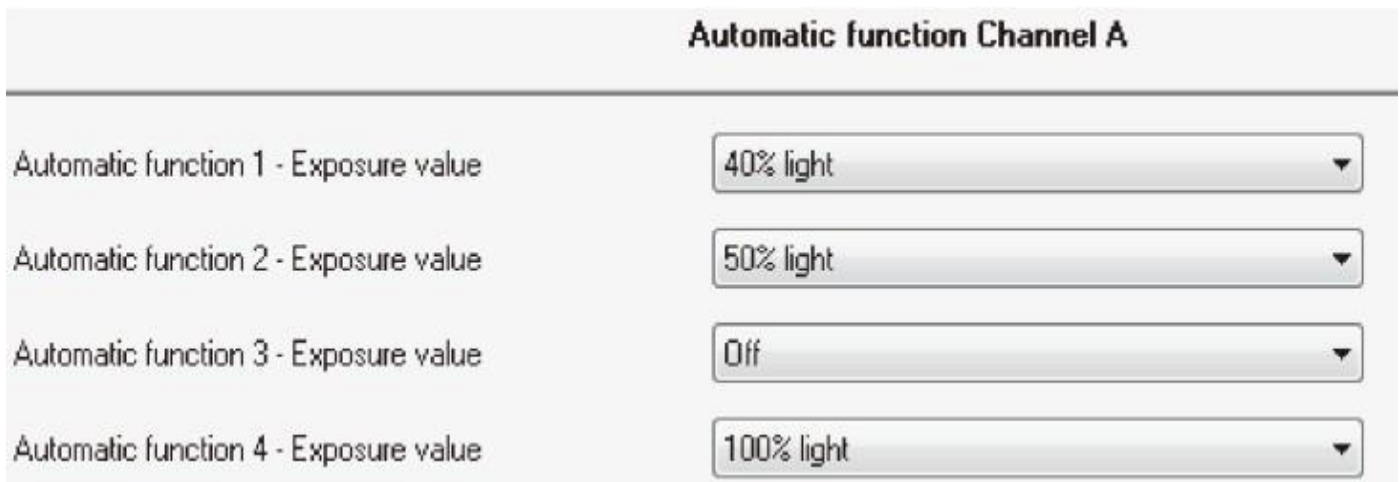 Automatic function Channel A
Automatic function 1 - Exposure value 40% light
Automatic function 2 - Exposure value 50% light
Automatic function 3 - Exposure value Off
Automatic function 4 - Exposure value 100% light